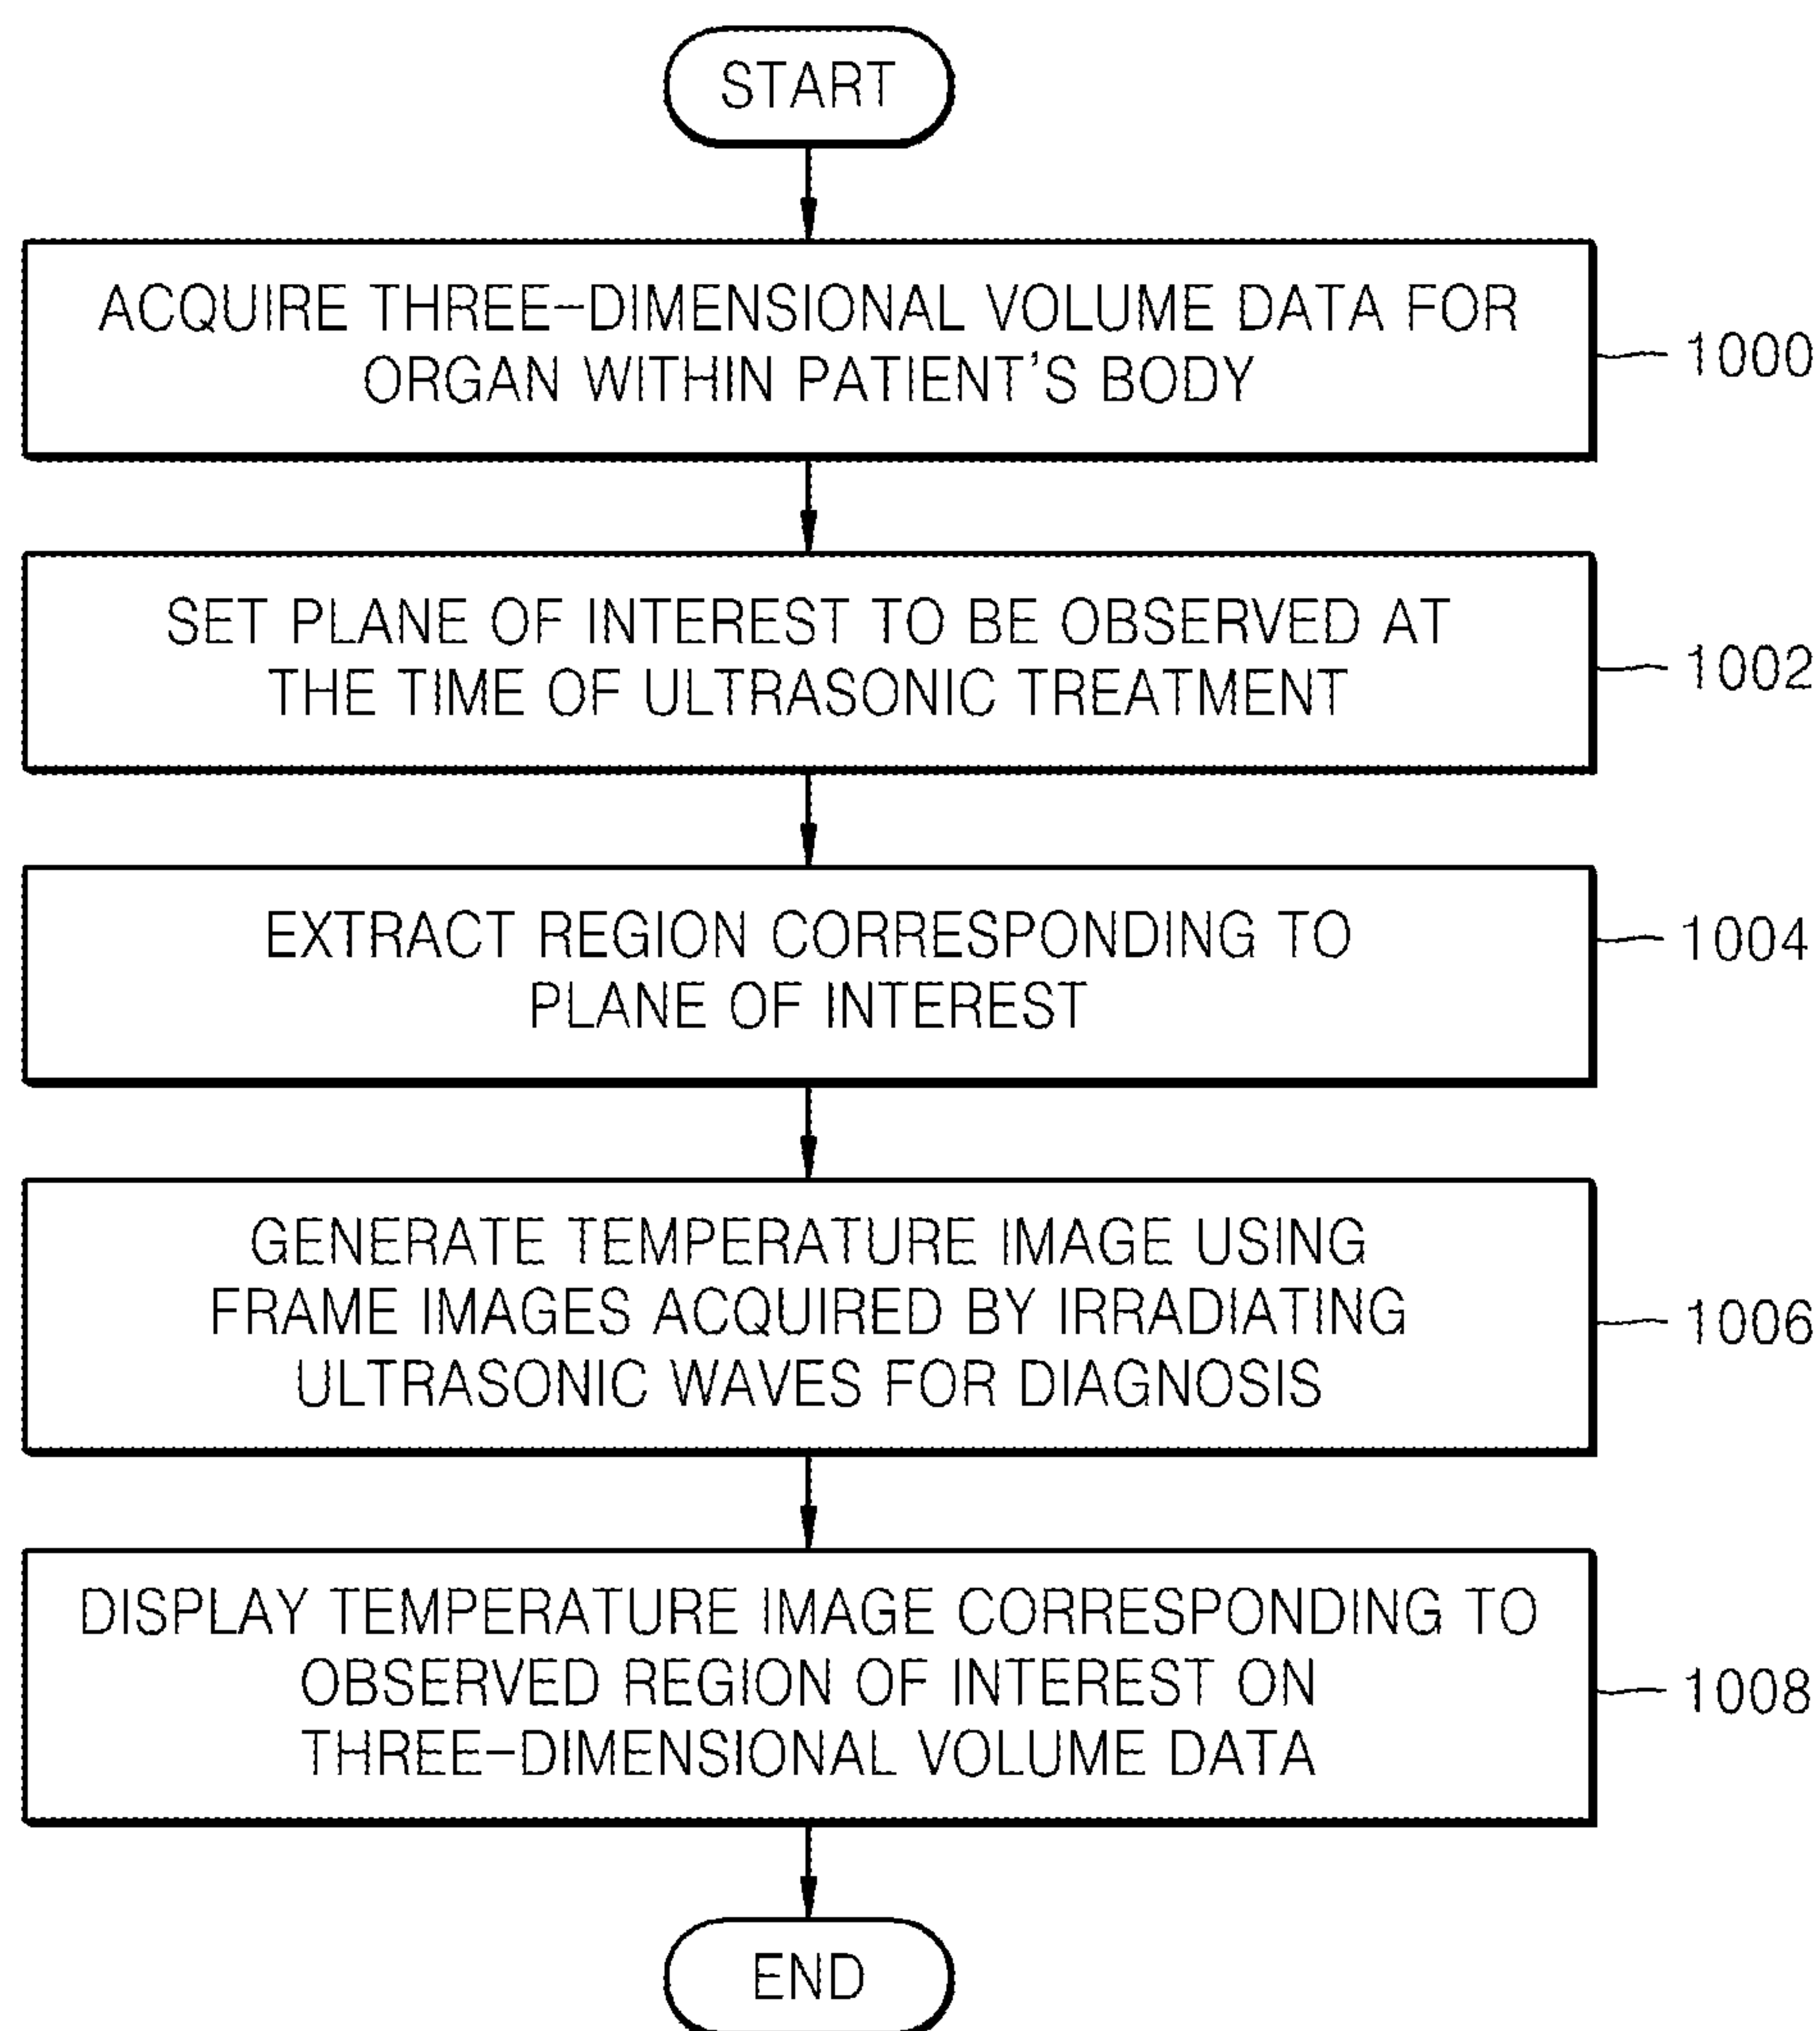 START
ACQUIRE THREE-DIMENSIONAL VOLUME DATA FOR
ORGAN WITHIN PATIENT'S BODY
1000
SET PLANE OF INTEREST TO BE OBSERVED AT
THE TIME OF ULTRASONIC TREATMENT
1002
EXTRACT REGION CORRESPONDING TO
PLANE OF INTEREST
1004
GENERATE TEMPERATURE IMAGE USING
FRAME IMAGES ACQUIRED BY IRRADIATING
ULTRASONIC WAVES FOR DIAGNOSIS
1006
DISPLAY TEMPERATURE IMAGE CORRESPONDING TO
OBSERVED REGION OF INTEREST ON
THREE-DIMENSIONAL VOLUME DATA
1008
END